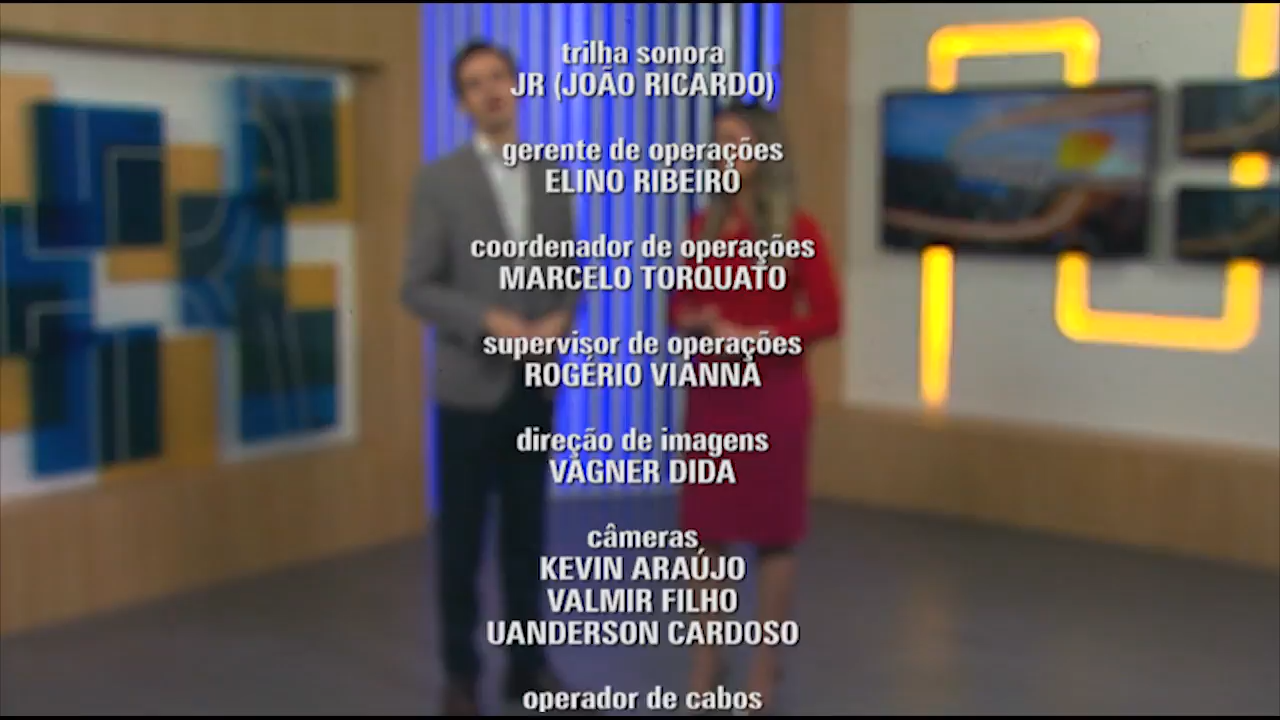 trilha sonora
JR (JOÃO RICARDO)
gerente de operações
ELINO RIBEIRO
coordenador de operações
MARCELO TORQUATO
supervisor de operações
ROGÉRIO VIANNA
direção de imagens
VAGNER DIDA
câmeras
KEVIN ARAÚJO
VALMIR FILHO
UANDERSON CARDOSO
operador de cabos